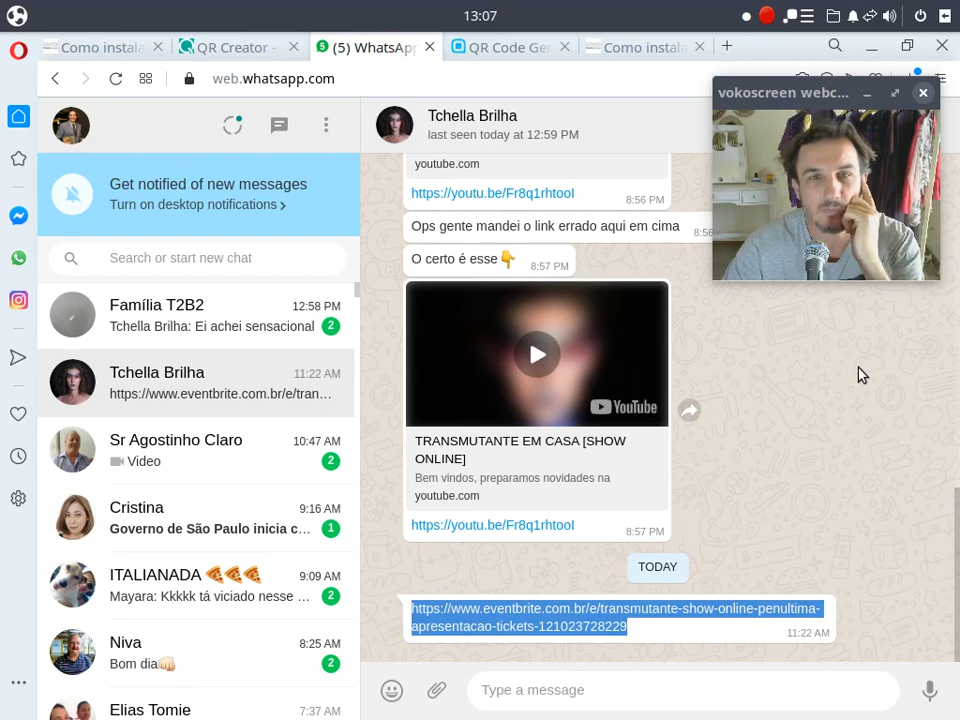 13:07
Como instala
QR Creator -
(5) WhatsApp
QR Code Ger
Como instala
web.whatsapp.com
vokoscreen webc...
Tchella Brilha
last seen today at 12:59 PM
Get notified of new messages
Turn on desktop notifications
Search or start new chat
Família T2B2
12:58 PM
Tchella Brilha: Ei achei sensacional
2
Tchella Brilha
11:22 AM
https://www.eventbrite.com.br/e/tran...
Sr Agostinho Claro
10:47 AM
Video
2
Cristina
9:16 AM
Governo de São Paulo inicia c...
1
ITALIANADA 🍕🍕🍕
9:09 AM
Mayara: Kkkkk tá viciado nesse ...
2
Niva
8:25 AM
Bom dia👊🏻
2
Elias Tomie
7:37 AM
youtube.com
https://youtu.be/Fr8q1rhtooI
8:56 PM
Ops gente mandei o link errado aqui em cima
8:56
O certo é esse👇
8:57 PM
YouTube
TRANSMUTANTE EM CASA [SHOW
ONLINE]
Bem vindos, preparamos novidades na
youtube.com
https://youtu.be/Fr8q1rhtooI
8:57 PM
TODAY
https://www.eventbrite.com.br/e/transmutante-show-online-penultima-
apresentacao-tickets-121023728229
11:22 AM
Type a message